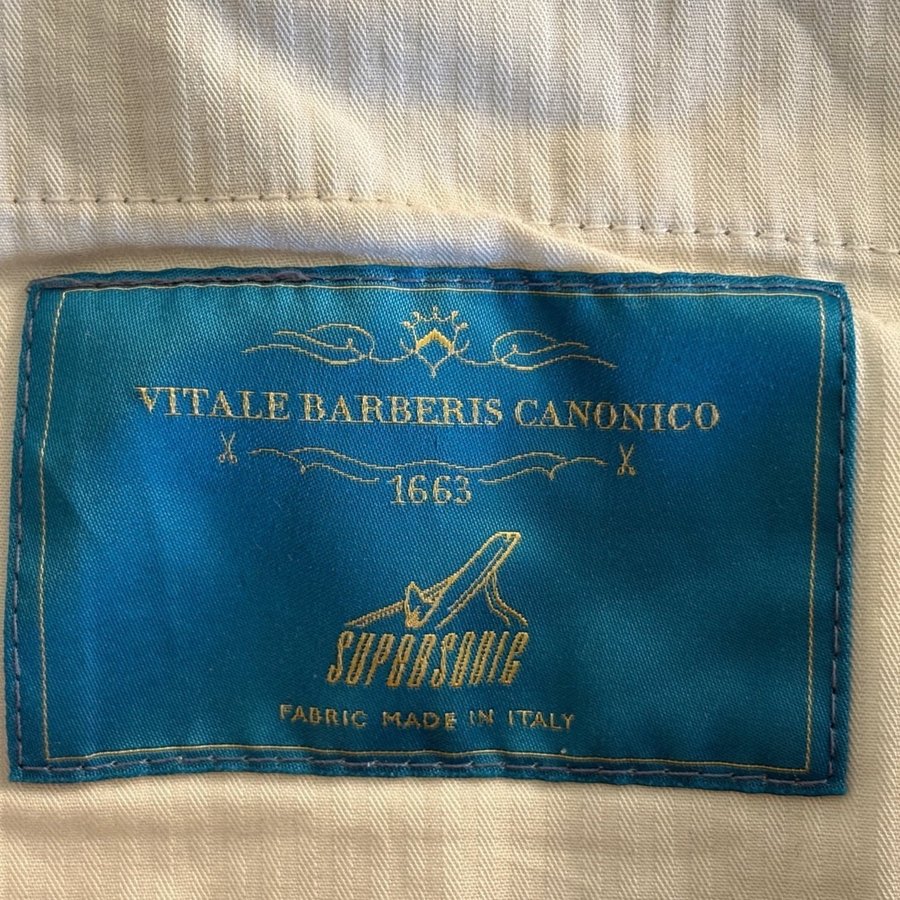 VITALE BARBERIS CANONICO
1663
SUPERSONIC
FABRIC MADE IN ITALY